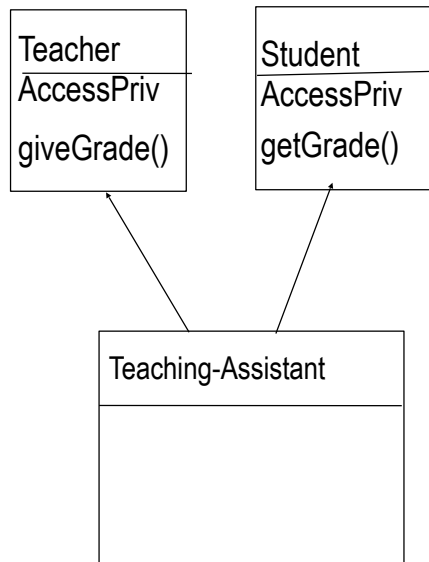 Teacher
AccessPriv
giveGrade()
Student
AccessPriv
getGrade()
Teaching-Assistant